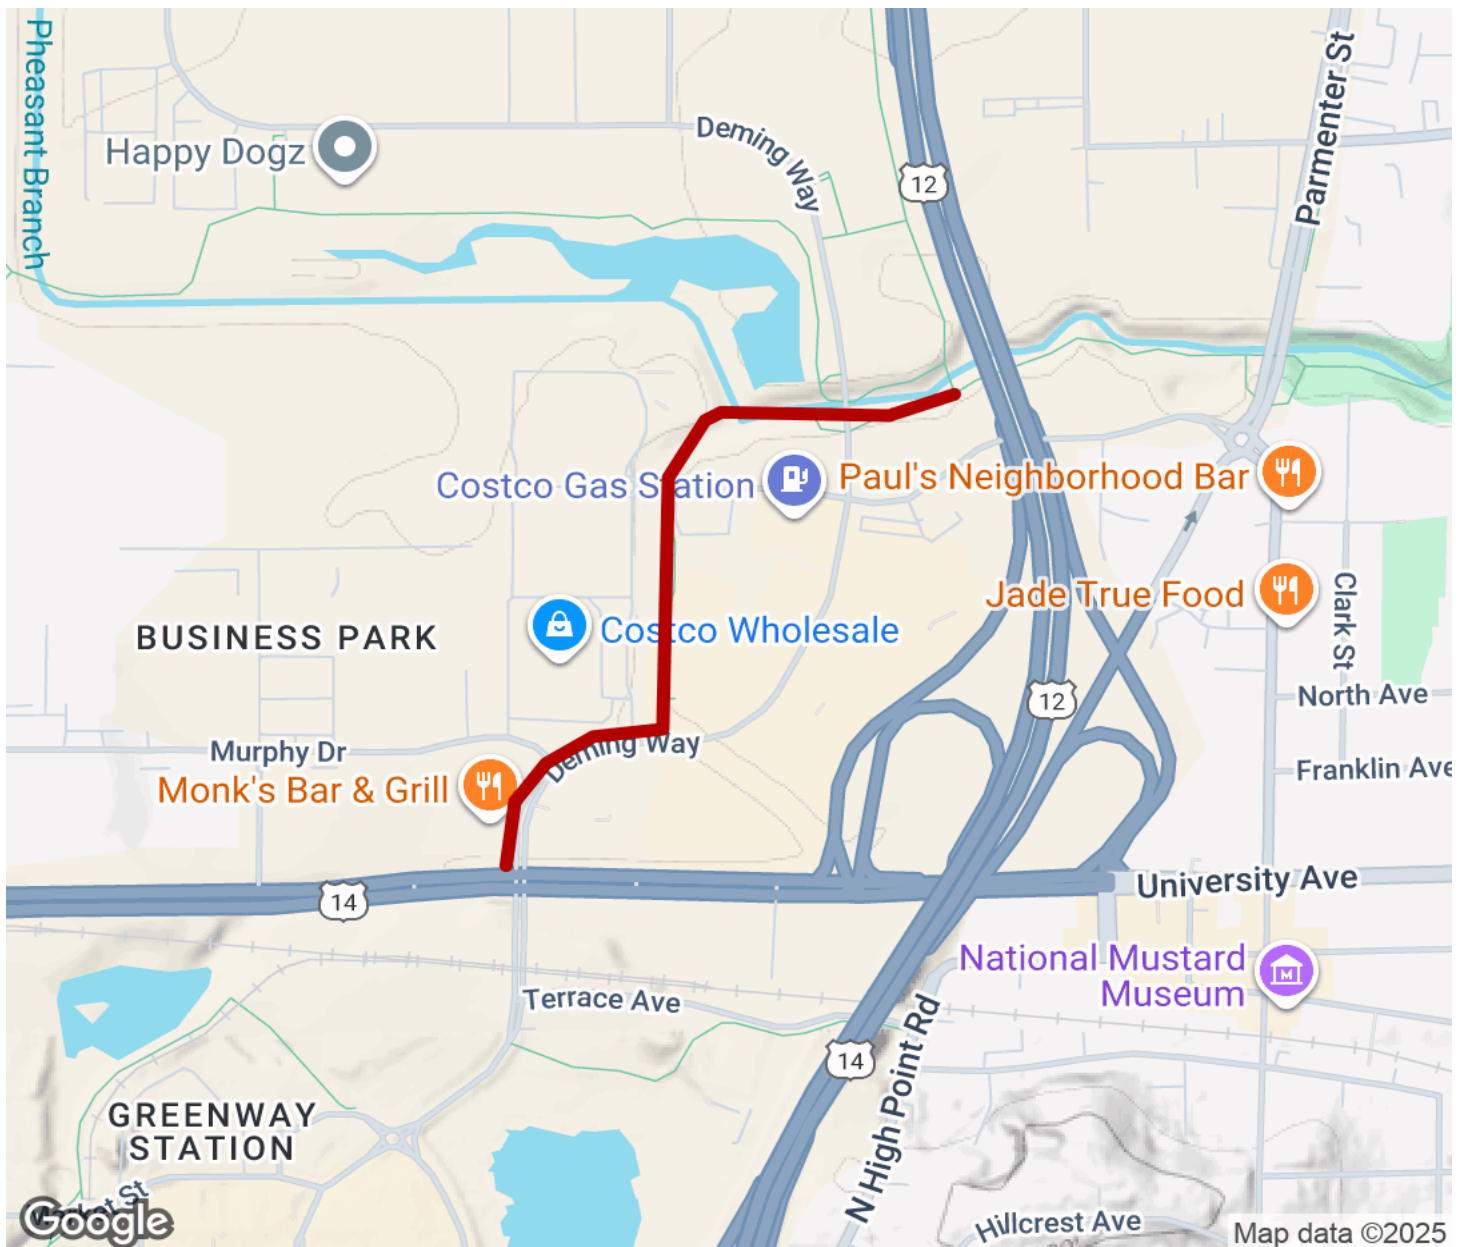 Pheasant Branch
Happy Dogz
Deming Way
12
Parmenter St
Costco Gas Station
Paul's Neighborhood Bar
Jade True Food
Clark St
BUSINESS PARK
Costco Wholesale
12
North Ave
Murphy Dr
Deming Way
Franklin Ave
Monk's Bar & Grill
14
University Ave
National Mustard
Museum
Terrace Ave
N High Point Rd
14
GREENWAY
STATION
Market St
Google
Hillcrest Ave
Map data ©2025